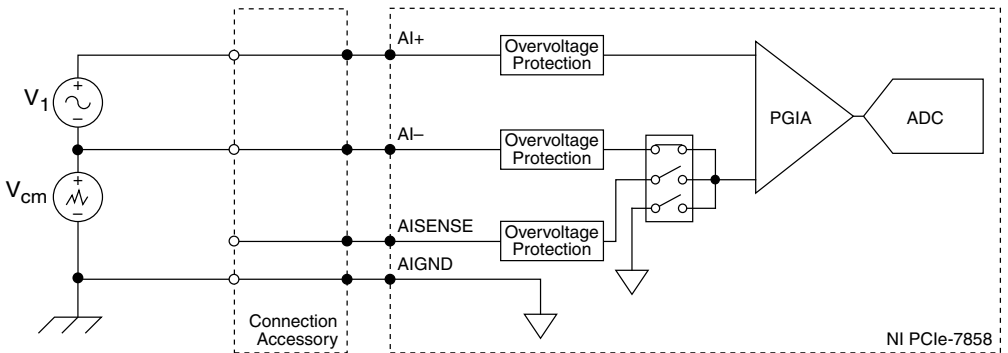 AI+
Overvoltage
Protection
+
V1
−
PGIA
ADC
AI–
Overvoltage
Protection
+
Vcm
−
AISENSE
Overvoltage
Protection
AIGND
Connection
Accessory
NI PCIe-7858